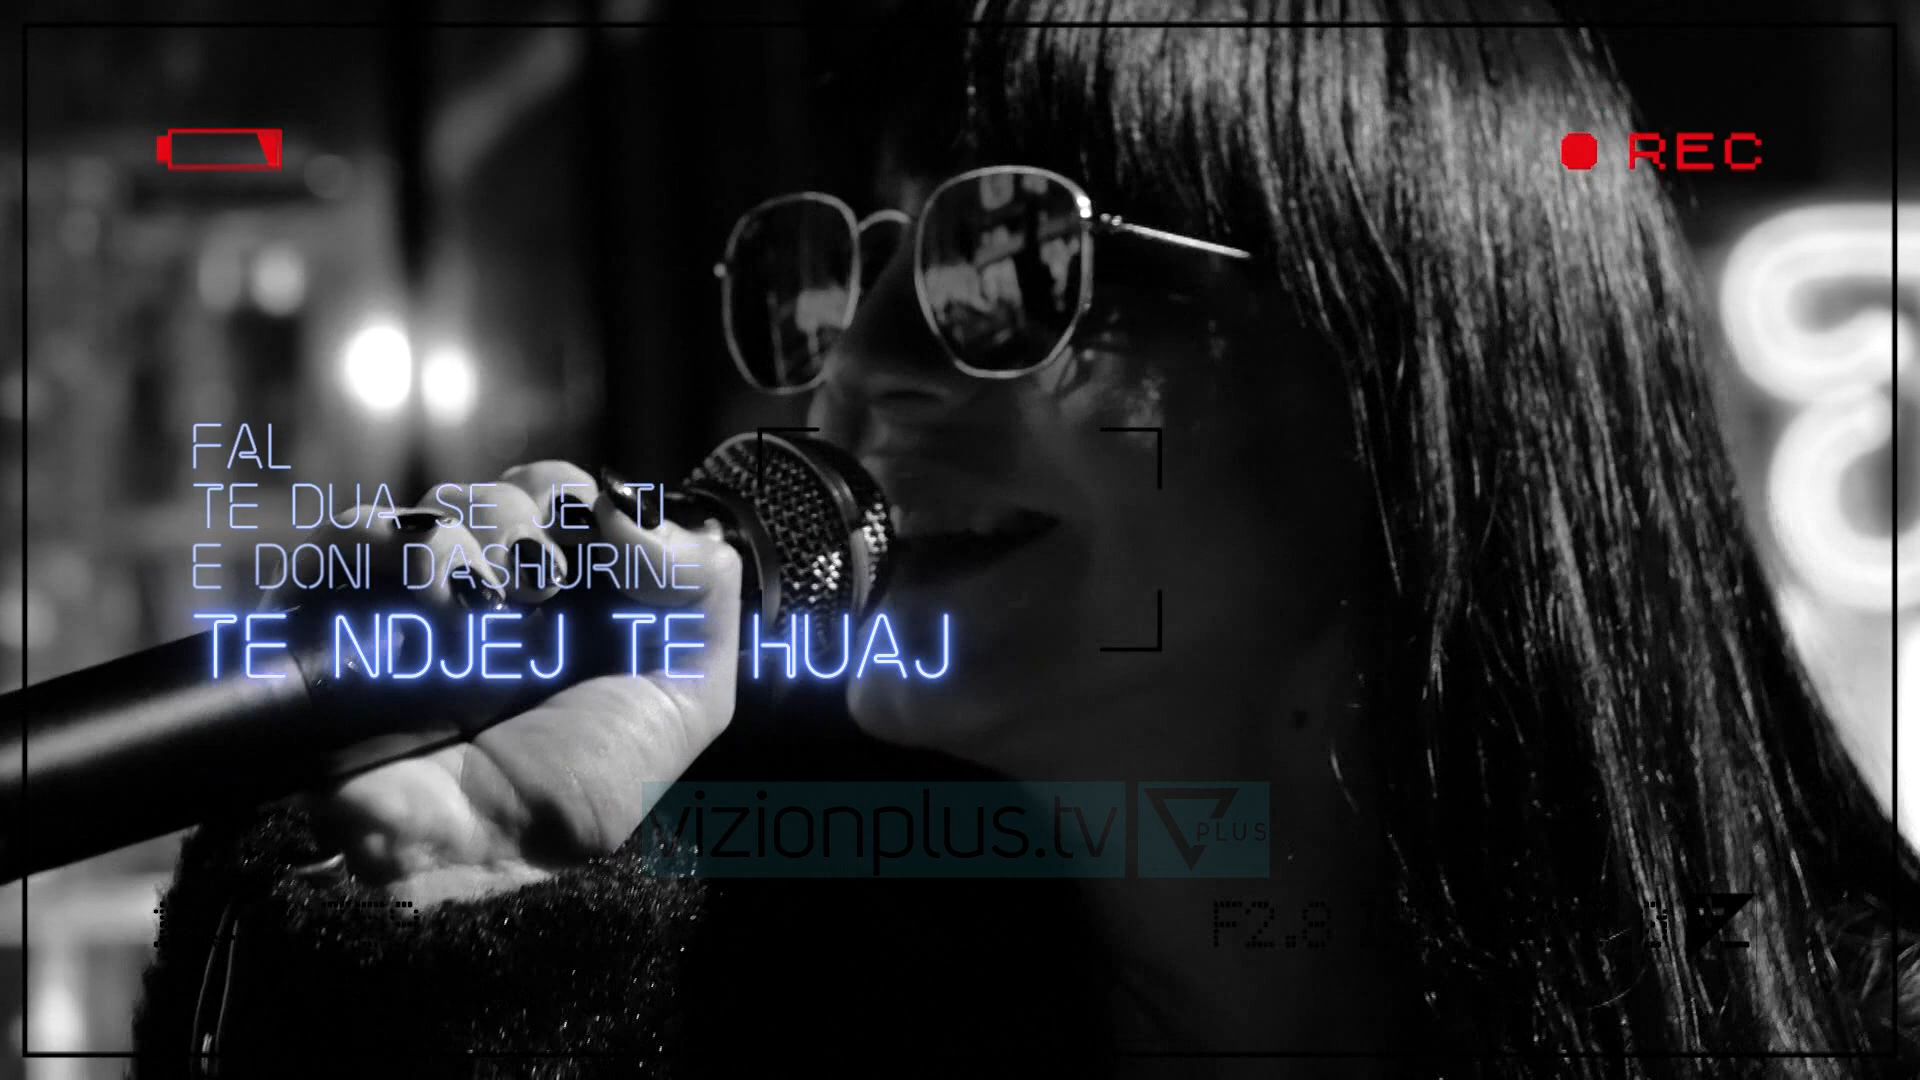 REC
FAL
TE DUA SE JE TI
E DONI DASHURINE
TE NDJEJ TE HUAJ
vizionplus.tv
PLUS
F2.8